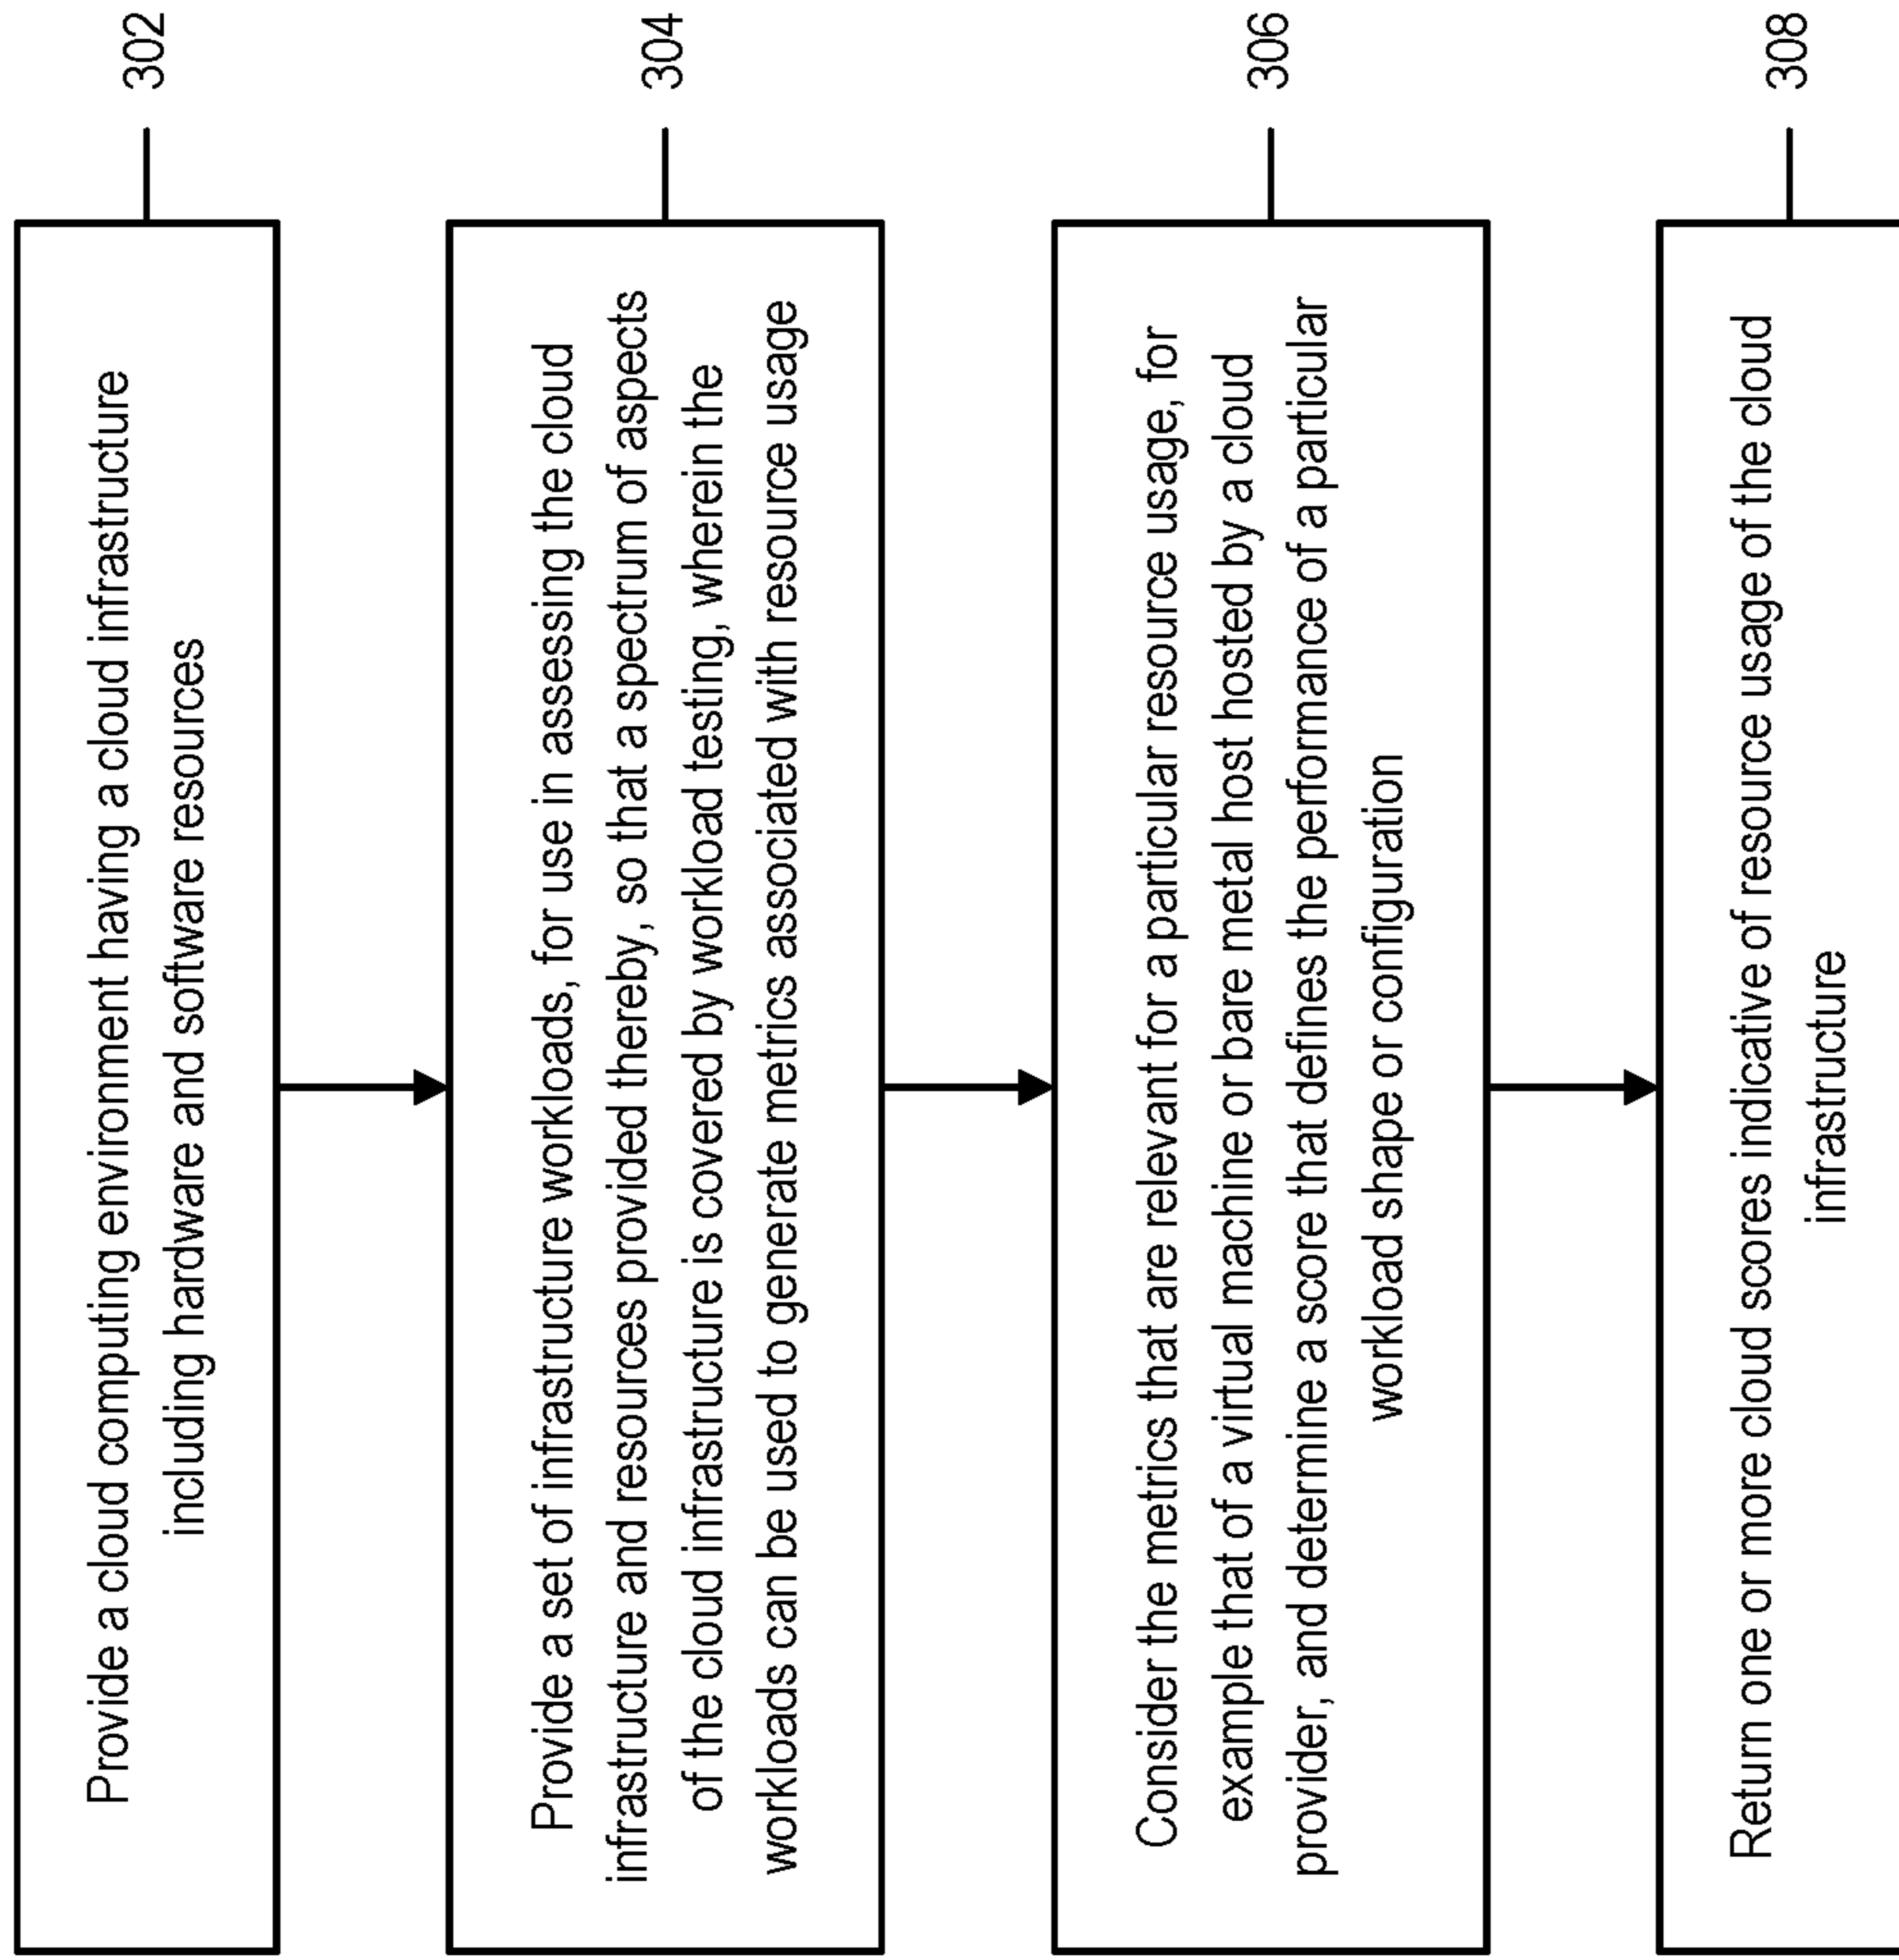 Provide a cloud computing environment having a cloud infrastructure
including hardware and software resources
302
Provide a set of infrastructure workloads, for use in assessing the cloud
infrastructure and resources provided thereby, so that a spectrum of aspects
of the cloud infrastructure is covered by workload testing, wherein the
workloads can be used to generate metrics associated with resource usage
304
Consider the metrics that are relevant for a particular resource usage, for
example that of a virtual machine or bare metal host hosted by a cloud
provider, and determine a score that defines the performance of a particular
workload shape or configuration
306
Return one or more cloud scores indicative of resource usage of the cloud
infrastructure
308